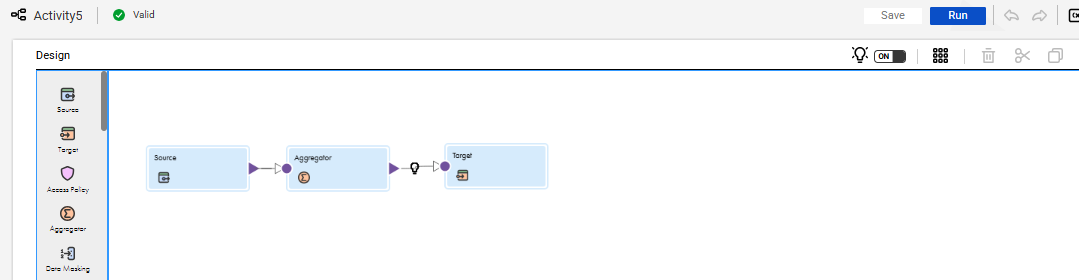 Activity5
Valid
Save
Run
Design
ON
Source
Target
Access Policy
Aggregator
Data Masking
Source
Aggregator
Target